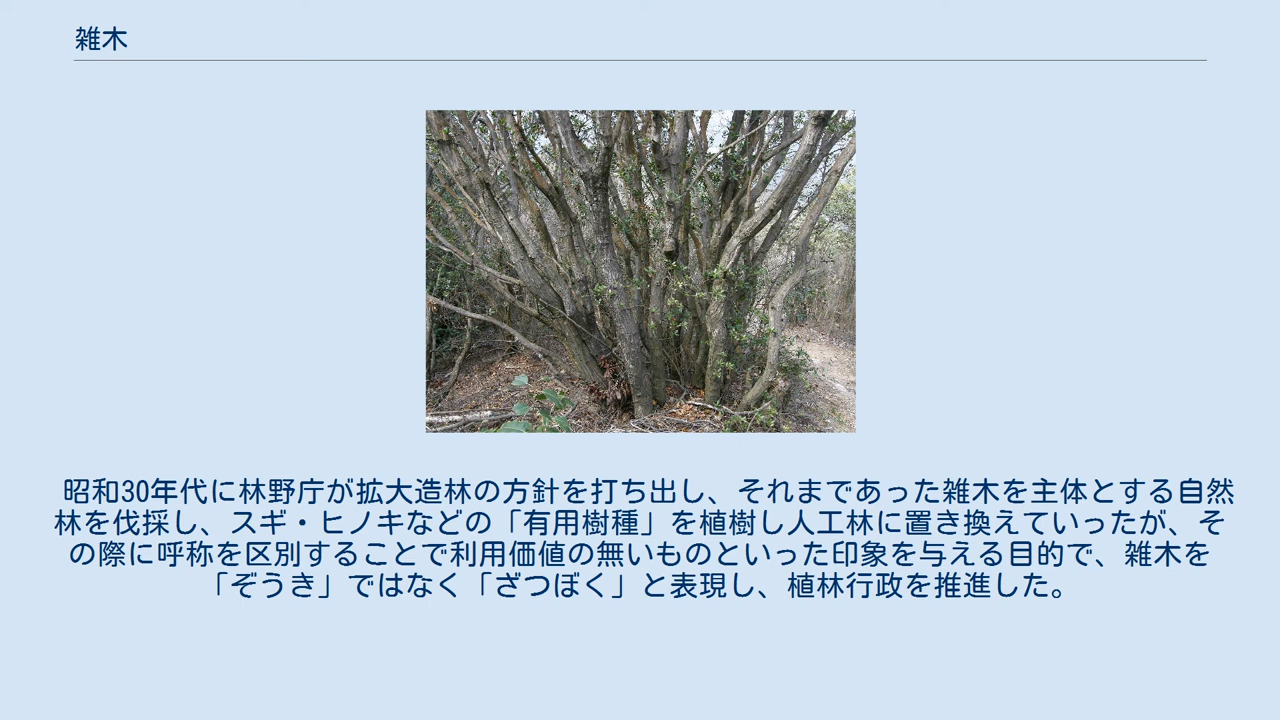 雑木
昭和30年代に林野庁が拡大造林の方針を打ち出し、それまであった雑木を主体とする自然
林を伐採し、スギ・ヒノキなどの「有用樹種」を植樹し人工林に置き換えていったが、そ
の際に呼称を区別することで利用価値の無いものといった印象を与える目的で、雑木を
「ぞうき」ではなく「ざつぼく」と表現し、植林行政を推進した。